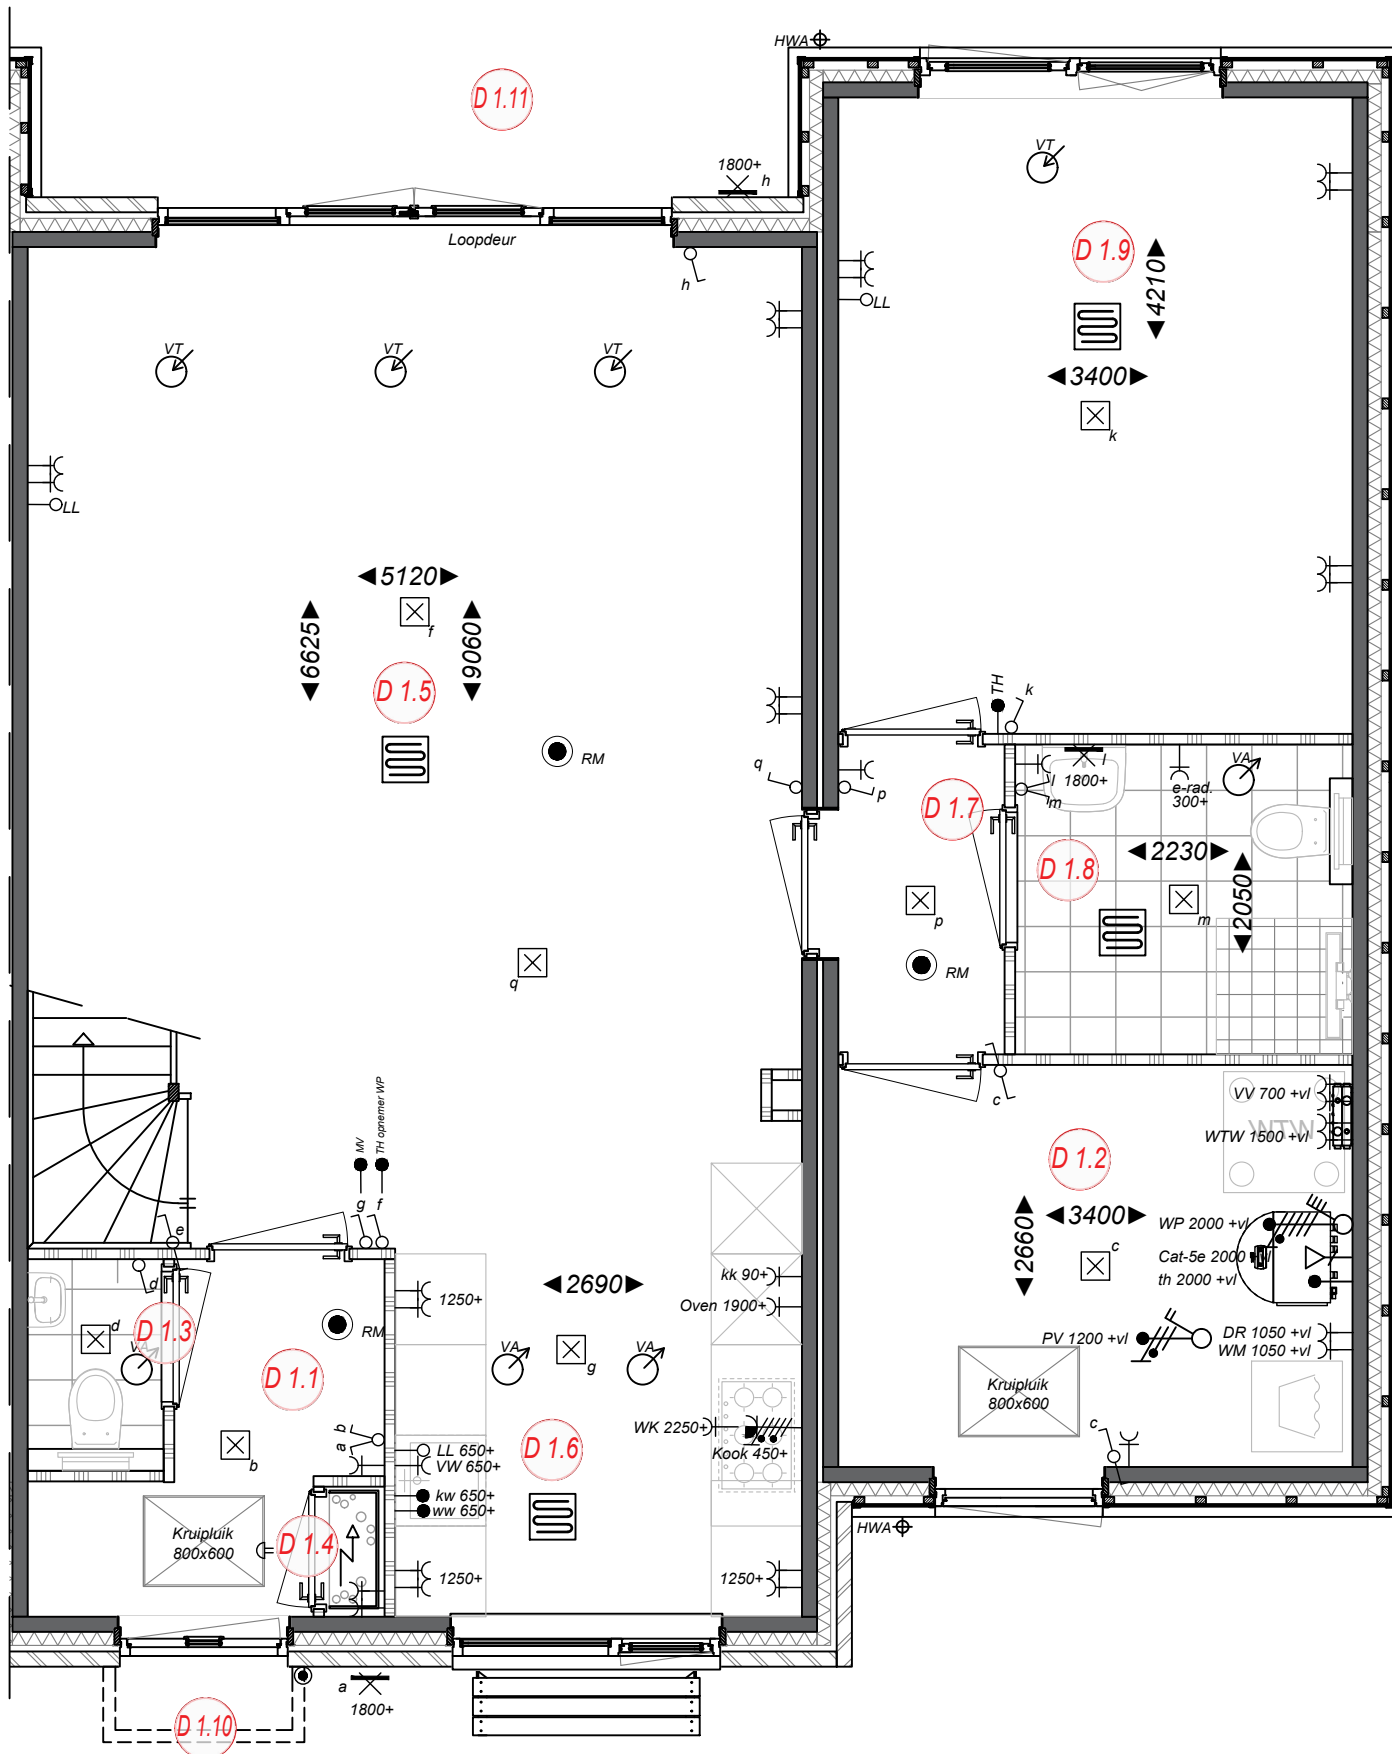 HWA
D 1.11
1800+
h
VT
Loopdeur
h
D 1.9
4210
LL
3400
k
VT
VT
VT
LL
5120
f
6625
9060
D 1.5
RM
TH
k
q
p
D 1.7
l
m
l
1800+
e-rad.
300+
VA
D 1.8
2230
2050
m
p
RM
q
c
MV
TH opnemer WP
g
f
e
d
VV 700 +vl
WTW
WTW 1500 +vl
D 1.2
3400
2660
c
WP 2000 +vl
Cat-5e 2000 +vl
th 2000 +vl
PV 1200 +vl
DR 1050 +vl
WM 1050 +vl
Kruipluik
800x600
c
kk 90+
Oven 1900+
2690
1250+
RM
d
D 1.3
VA
D 1.1
VA
g
VA
b
a
b
LL 650+
VW 650+
kw 650+
ww 650+
D 1.6
WK 2250+
Kook 450+
Kruipluik
800x600
D 1.4
1250+
1250+
HWA
a
1800+
D 1.10